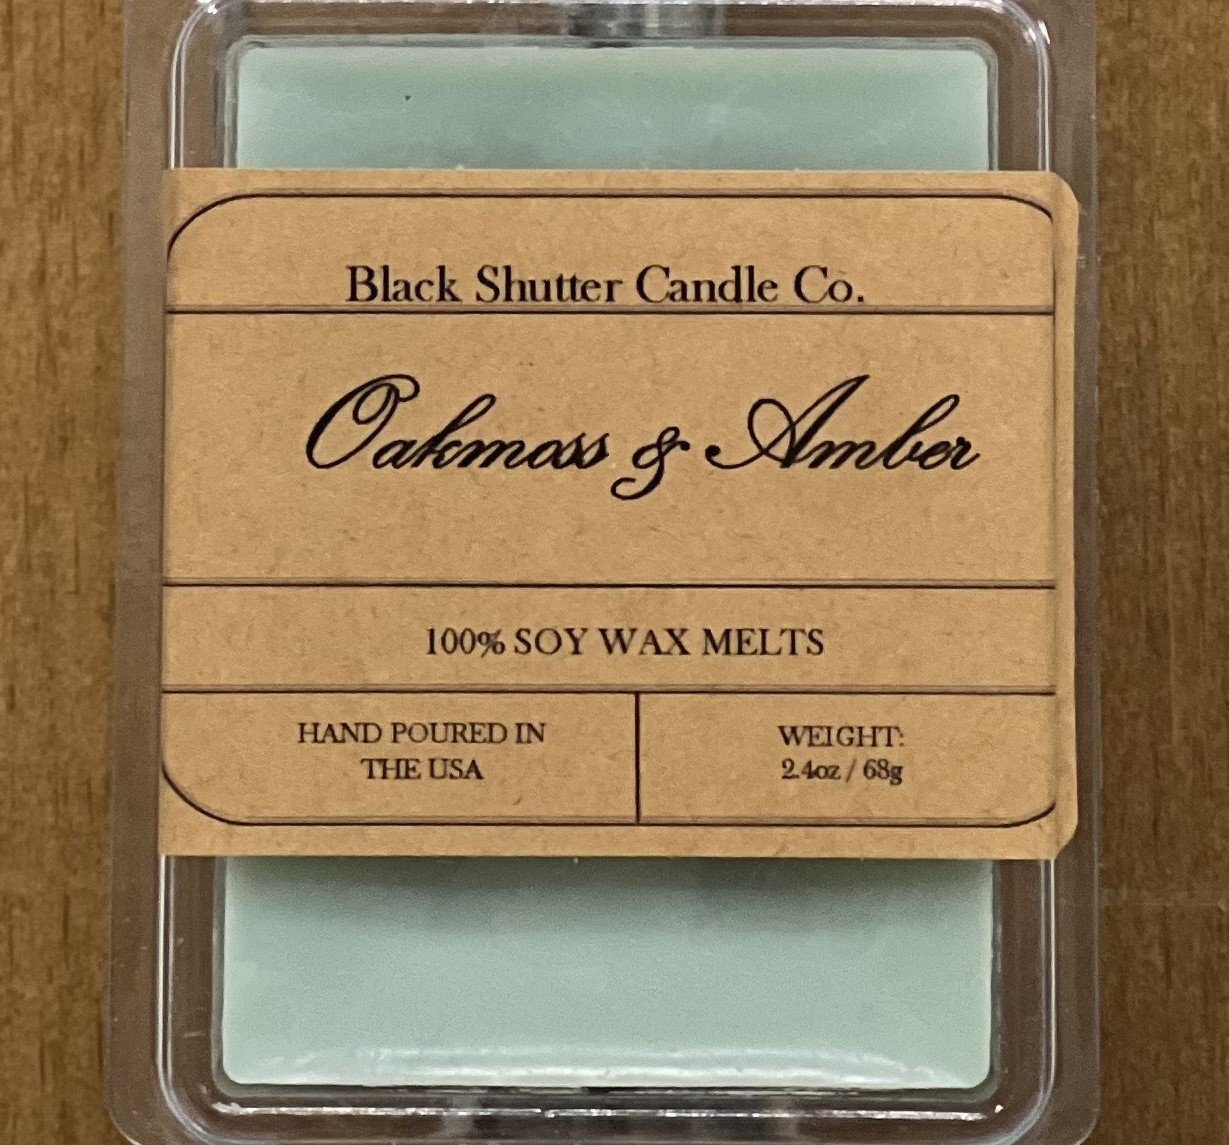 Black Shutter Candle Co.
Oakmoss & Amber
100% SOY WAX MELTS
HAND POURED IN
THE USA
WEIGHT:
2.4oz / 68g